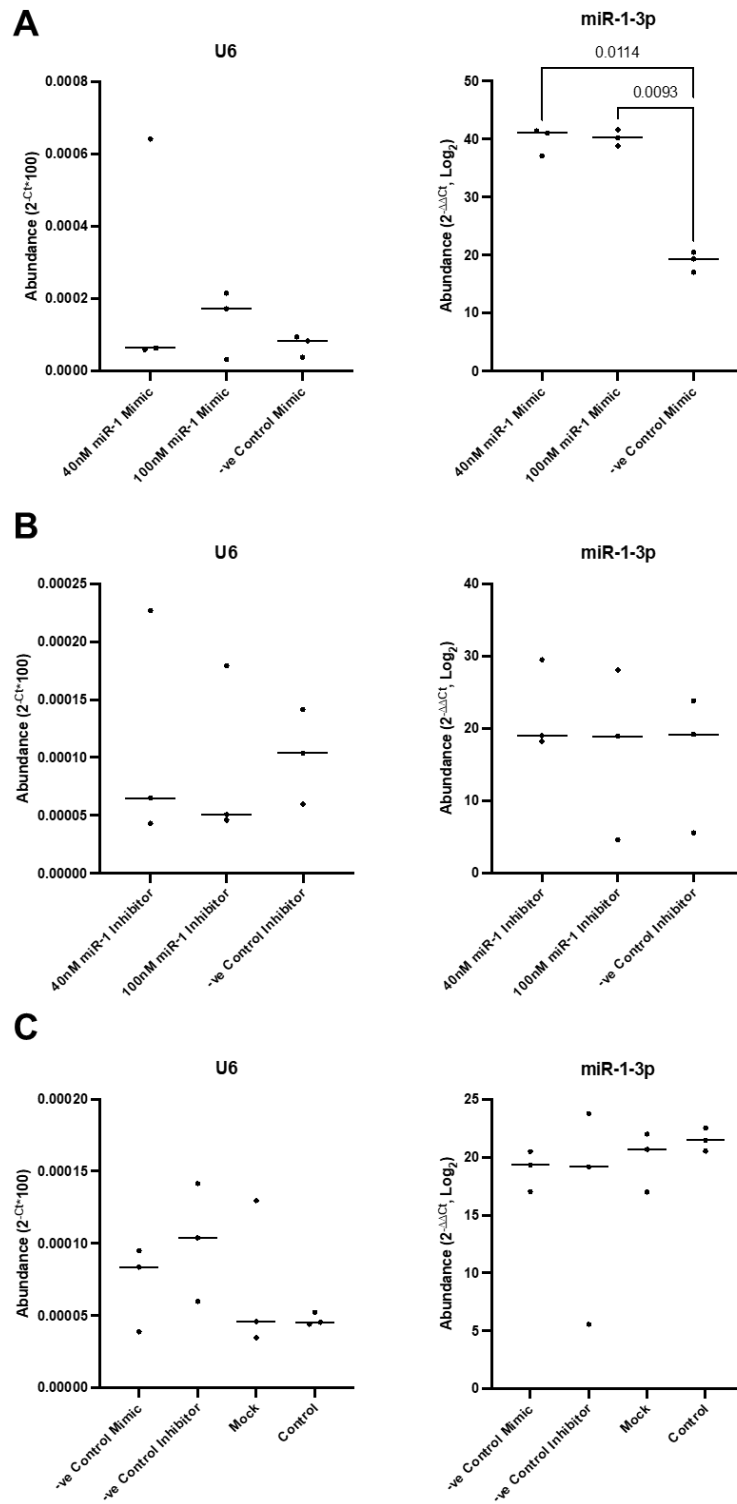 A
U6
miR-1-3p
Abundance (2^-Ct*100)
0.0008
0.0006
0.0004
0.0002
0.0000
40nM miR-1 Mimic
100nM miR-1 Mimic
-ve Control Mimic
Abundance (2^-ΔΔCt, Log₂)
50
40
30
20
10
0
0.0114
0.0093
40nM miR-1 Mimic
100nM miR-1 Mimic
-ve Control Mimic
B
U6
miR-1-3p
Abundance (2^-Ct*100)
0.00025
0.00020
0.00015
0.00010
0.00005
0.00000
40nM miR-1 Inhibitor
100nM miR-1 Inhibitor
-ve Control Inhibitor
Abundance (2^-ΔΔCt, Log₂)
40
30
20
10
0
40nM miR-1 Inhibitor
100nM miR-1 Inhibitor
-ve Control Inhibitor
C
U6
miR-1-3p
Abundance (2^-Ct*100)
0.00020
0.00015
0.00010
0.00005
0.00000
-ve Control Mimic
-ve Control Inhibitor
Mock
Control
Abundance (2^-ΔΔCt, Log₂)
25
20
15
10
5
0
-ve Control Mimic
-ve Control Inhibitor
Mock
Control